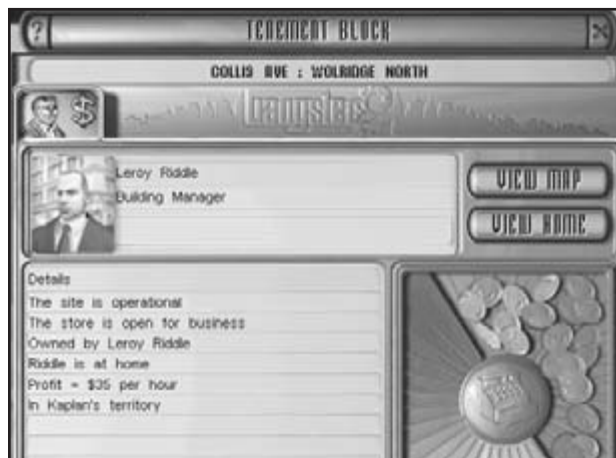 ?
TENEMENT BLOCK
X
COLLIS AVE : WOLRIDGE NORTH
$
Gangsters
Leroy Riddle
Building Manager
VIEW MAP
VIEW HOME
Details
The site is operational
The store is open for business
Owned by Leroy Riddle
Riddle is at home
Profit = $35 per hour
In Kaplan's territory